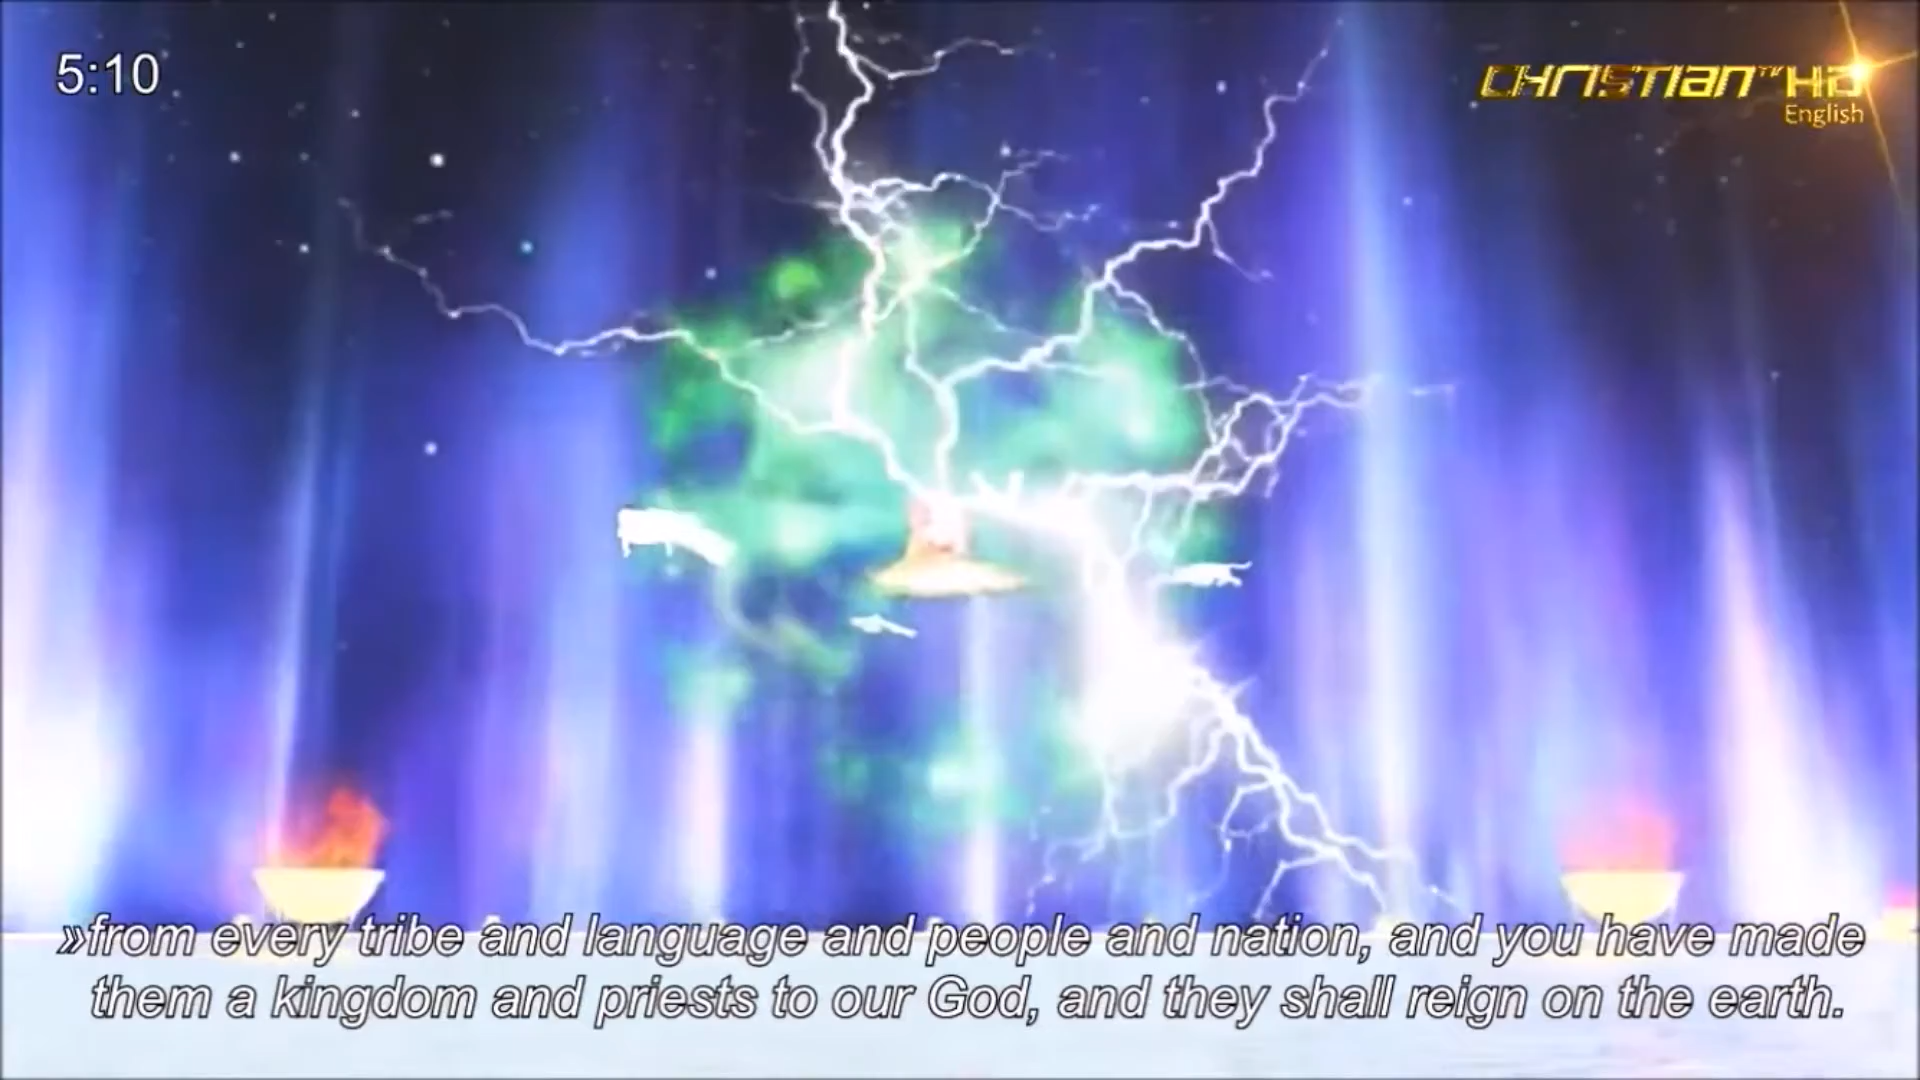 5:10
CHRISTIAN TV HD
English
»from every tribe and language and people and nation, and you have made
them a kingdom and priests to our God, and they shall reign on the earth.